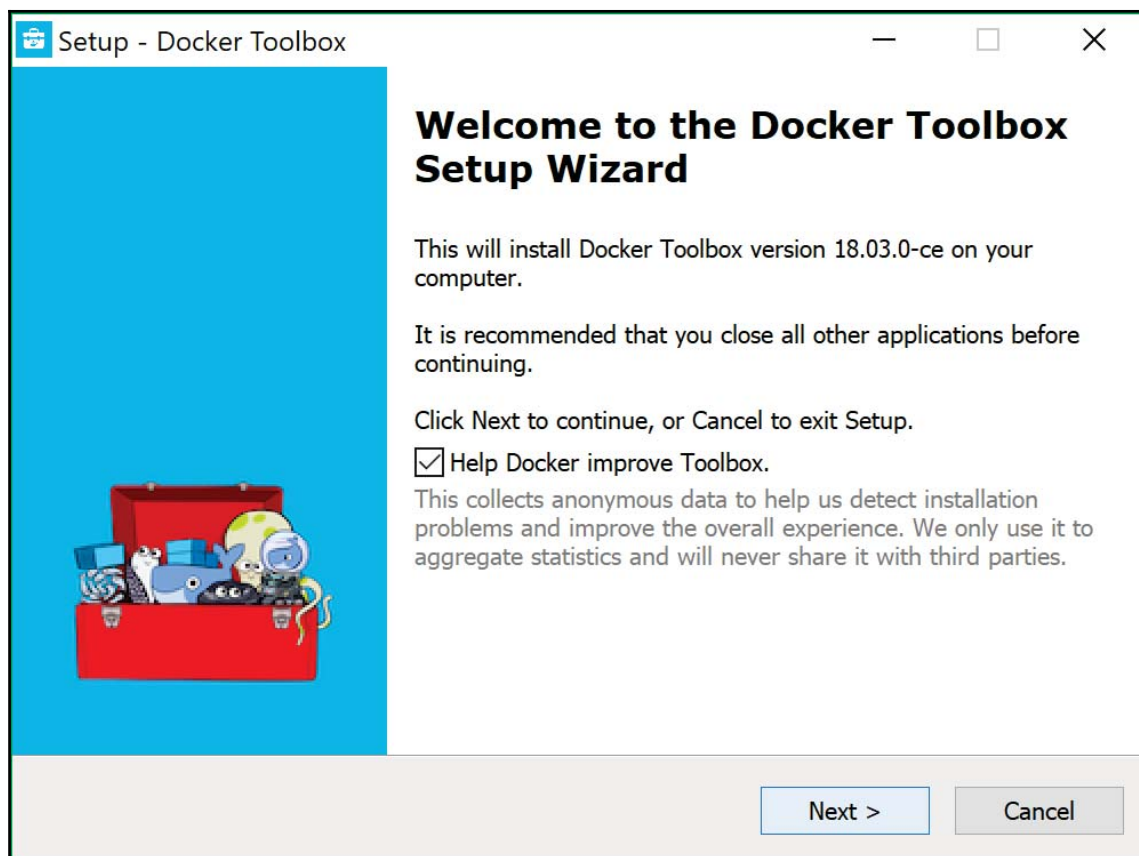 Setup - Docker Toolbox
Welcome to the Docker Toolbox
Setup Wizard
This will install Docker Toolbox version 18.03.0-ce on your
computer.
It is recommended that you close all other applications before
continuing.
Click Next to continue, or Cancel to exit Setup.
Help Docker improve Toolbox.
This collects anonymous data to help us detect installation
problems and improve the overall experience. We only use it to
aggregate statistics and will never share it with third parties.
Next >
Cancel